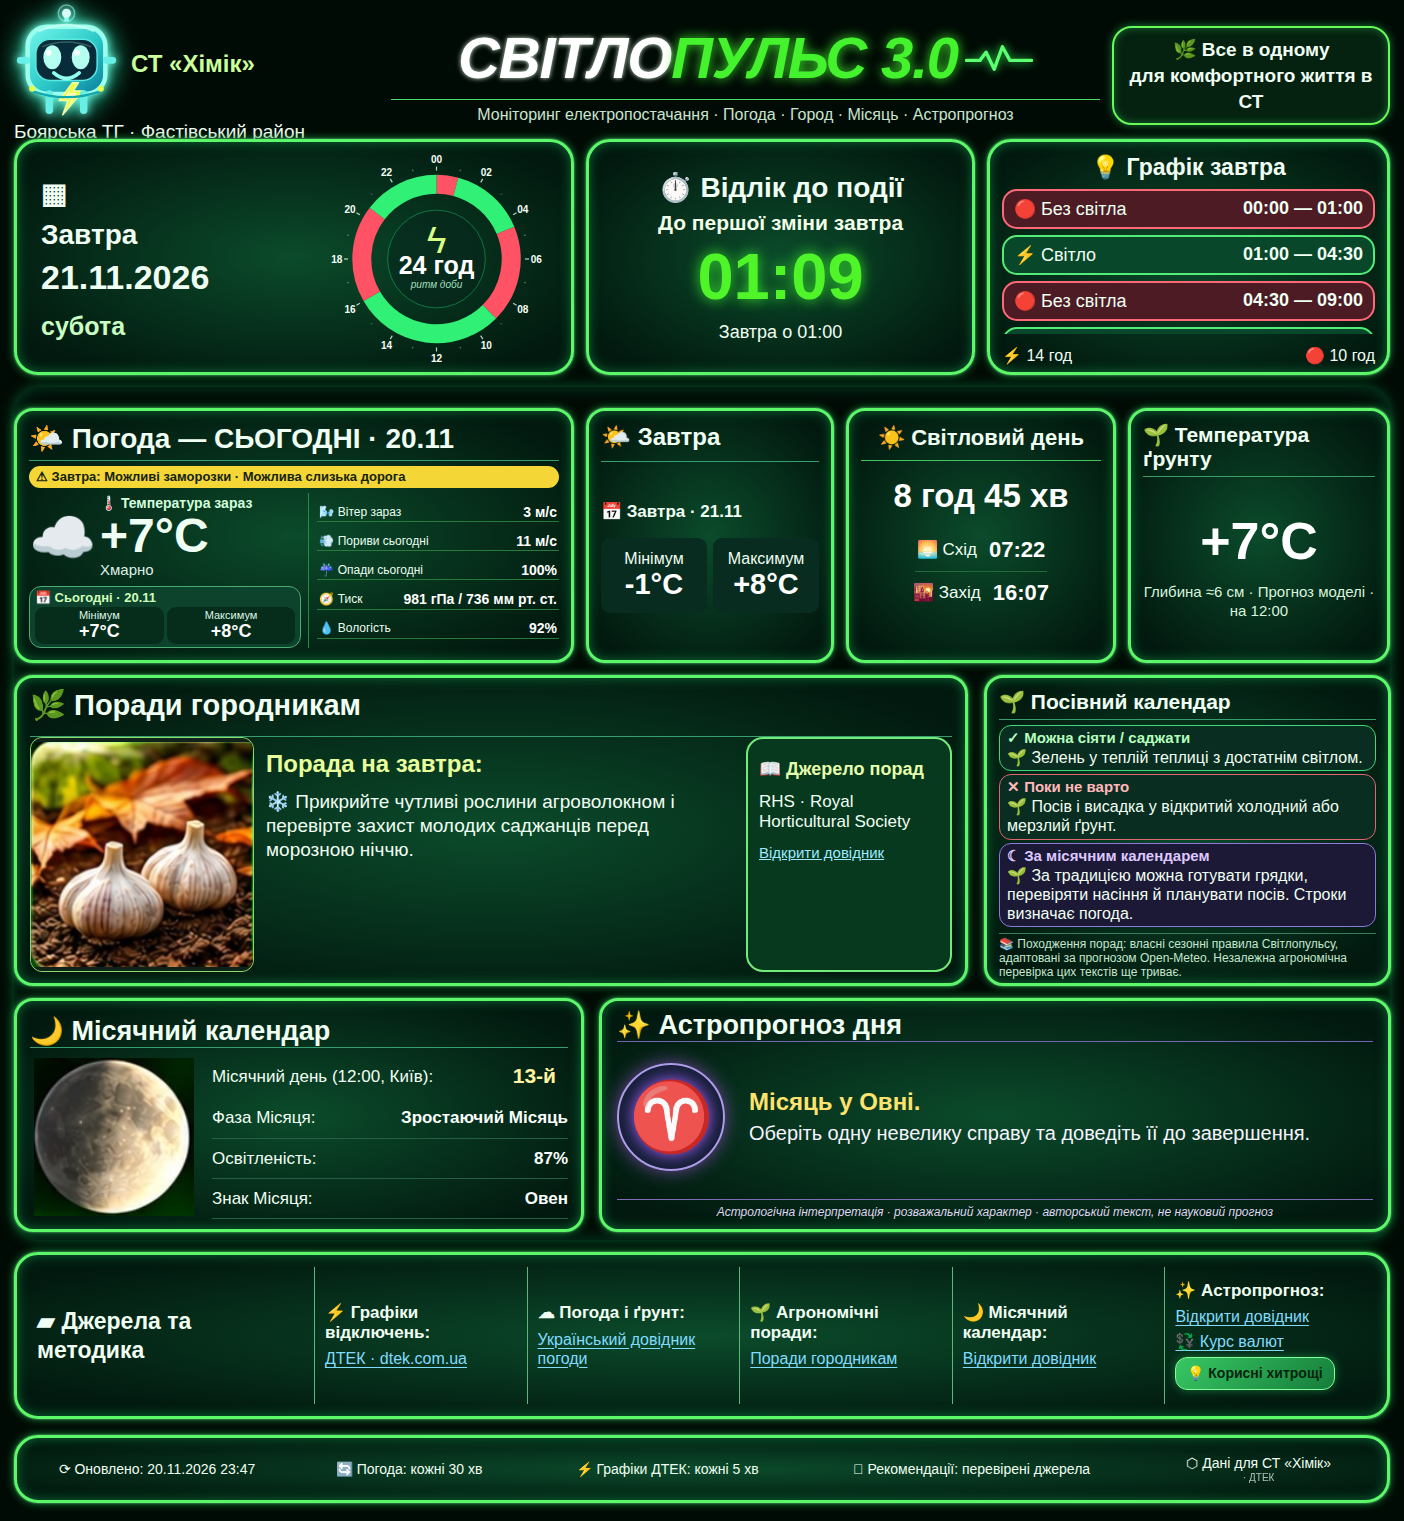 СТ «Хімік»
Боярська ТГ · Фастівський район
СВІТЛОПУЛЬС 3.0
Моніторинг електропостачання · Погода · Город · Місяць · Астропрогноз
🌿 Все в одному
для комфортного життя в
СТ
▦
Завтра
21.11.2026
субота
00
02
04
06
08
10
12
14
16
18
20
22
ϟ
24 год
ритм доби
⏱️ Відлік до події
До першої зміни завтра
01:09
Завтра о 01:00
💡 Графік завтра
🔴 Без світла 00:00 — 01:00
⚡ Світло 01:00 — 04:30
🔴 Без світла 04:30 — 09:00
⚡ 14 год 🔴 10 год
🌤️ Погода — СЬОГОДНІ · 20.11
⚠ Завтра: Можливі заморозки · Можлива слизька дорога
🌡️ Температура зараз
☁️ +7°C
Хмарно
📅 Сьогодні · 20.11
Мінімум Максимум
+7°C +8°C
🌬️ Вітер зараз 3 м/с
💨 Пориви сьогодні 11 м/с
☔ Опади сьогодні 100%
🧭 Тиск 981 гПа / 736 мм рт. ст.
💧 Вологість 92%
🌤️ Завтра
📅 Завтра · 21.11
Мінімум Максимум
-1°C +8°C
☀️ Світловий день
8 год 45 хв
🌅 Схід 07:22
🌇 Захід 16:07
🌱 Температура
ґрунту
+7°C
Глибина ≈6 см · Прогноз моделі ·
на 12:00
🌿 Поради городникам
Порада на завтра:
❄️ Прикрийте чутливі рослини агроволокном і
перевірте захист молодих саджанців перед
морозною ніччю.
📖 Джерело порад
RHS · Royal
Horticultural Society
Відкрити довідник
🌱 Посівний календар
✓ Можна сіяти / саджати
🌱 Зелень у теплій теплиці з достатнім світлом.
✕ Поки не варто
🌱 Посів і висадка у відкритий холодний або
мерзлий ґрунт.
☾ За місячним календарем
🌱 За традицією можна готувати грядки,
перевіряти насіння й планувати посів. Строки
визначає погода.
📚 Походження порад: власні сезонні правила Світлопульсу,
адаптовані за прогнозом Open-Meteo. Незалежна агрономічна
перевірка цих текстів ще триває.
🌙 Місячний календар
Місячний день (12:00, Київ): 13-й
Фаза Місяця: Зростаючий Місяць
Освітленість: 87%
Знак Місяця: Овен
✨ Астропрогноз дня
♈
Місяць у Овні.
Оберіть одну невелику справу та доведіть її до завершення.
Астрологічна інтерпретація · розважальний характер · авторський текст, не науковий прогноз
▰ Джерела та
методика
⚡ Графіки
відключень:
ДТЕК · dtek.com.ua
☁ Погода і ґрунт:
Український довідник
погоди
🌱 Агрономічні
поради:
Поради городникам
🌙 Місячний
календар:
Відкрити довідник
✨ Астропрогноз:
Відкрити довідник
💱 Курс валют
💡 Корисні хитрощі
⟳ Оновлено: 20.11.2026 23:47
🔄 Погода: кожні 30 хв
⚡ Графіки ДТЕК: кожні 5 хв
Рекомендації: перевірені джерела
⬡ Дані для СТ «Хімік»
· ДТЕК